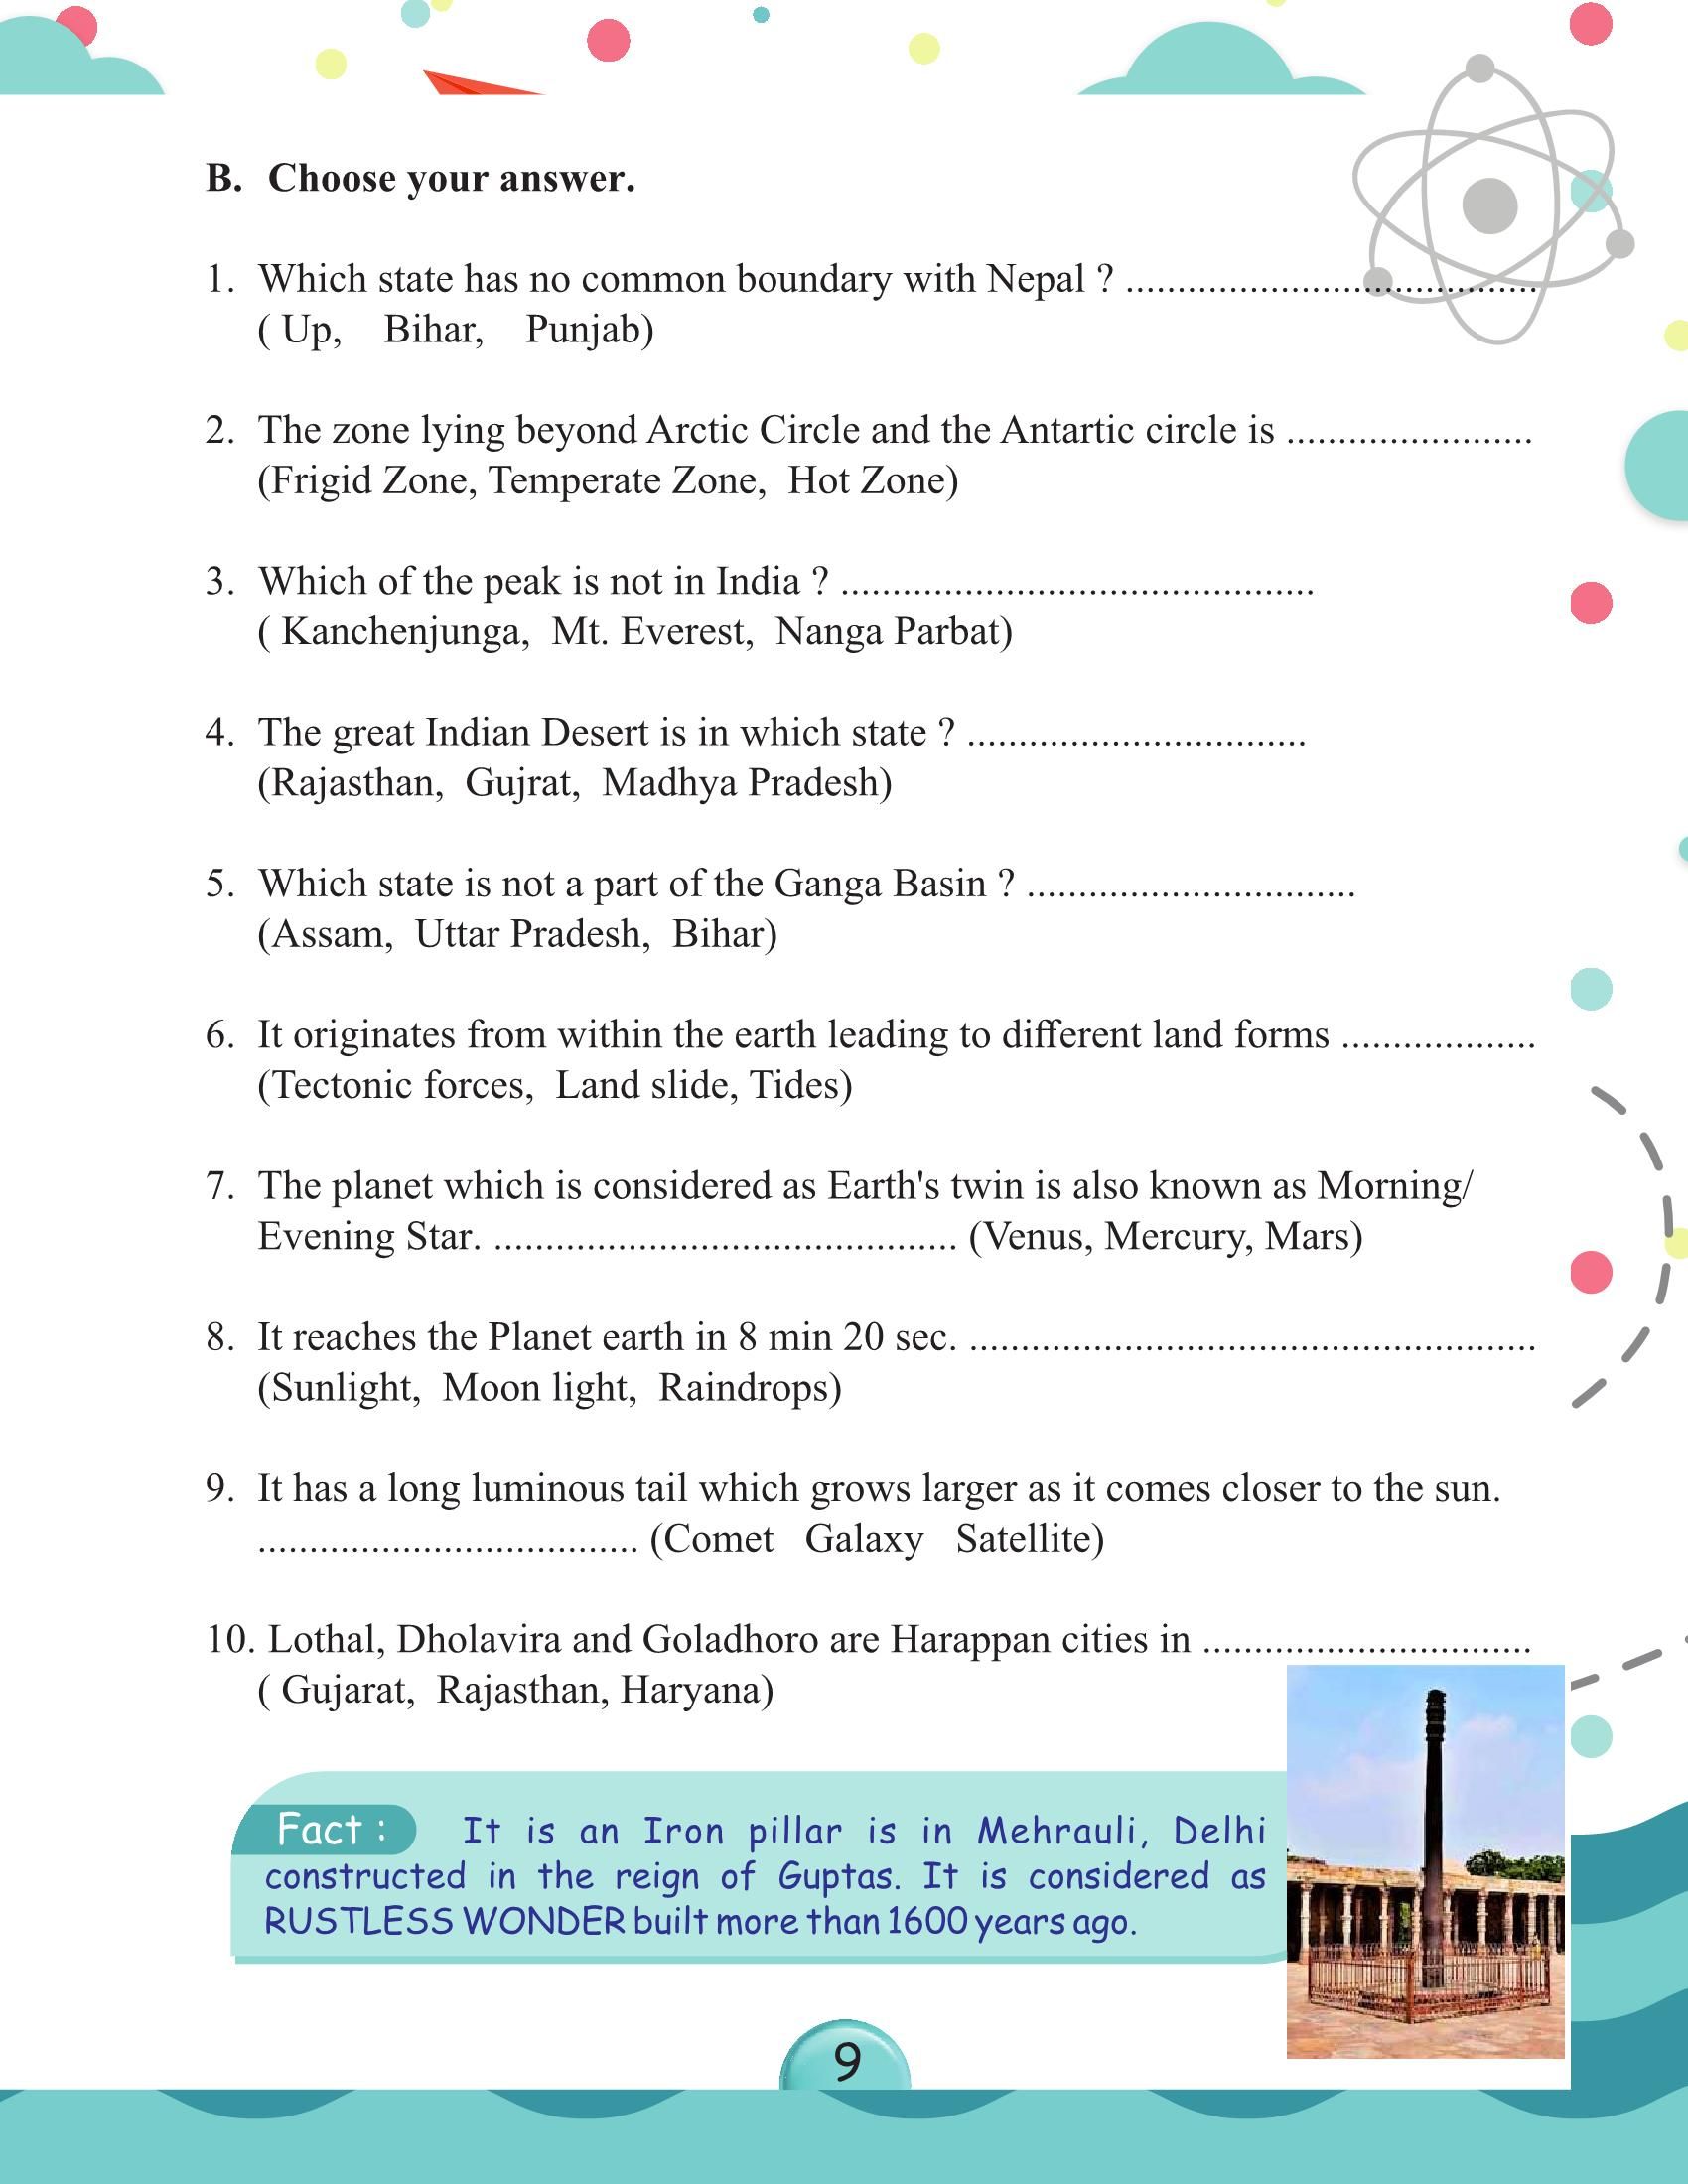 B. Choose your answer.
1. Which state has no common boundary with Nepal ? ........................................
( Up, Bihar, Punjab)
2. The zone lying beyond Arctic Circle and the Antartic circle is ........................
(Frigid Zone, Temperate Zone, Hot Zone)
3. Which of the peak is not in India ? ..............................................
( Kanchenjunga, Mt. Everest, Nanga Parbat)
4. The great Indian Desert is in which state ? .................................
(Rajasthan, Gujrat, Madhya Pradesh)
5. Which state is not a part of the Ganga Basin ? ................................
(Assam, Uttar Pradesh, Bihar)
6. It originates from within the earth leading to different land forms ...................
(Tectonic forces, Land slide, Tides)
7. The planet which is considered as Earth's twin is also known as Morning/
Evening Star. ............................................. (Venus, Mercury, Mars)
8. It reaches the Planet earth in 8 min 20 sec. .......................................................
(Sunlight, Moon light, Raindrops)
9. It has a long luminous tail which grows larger as it comes closer to the sun.
..................................... (Comet Galaxy Satellite)
10. Lothal, Dholavira and Goladhoro are Harappan cities in ................................
( Gujarat, Rajasthan, Haryana)
Fact : It is an Iron pillar is in Mehrauli, Delhi
constructed in the reign of Guptas. It is considered as
RUSTLESS WONDER built more than 1600 years ago.
9